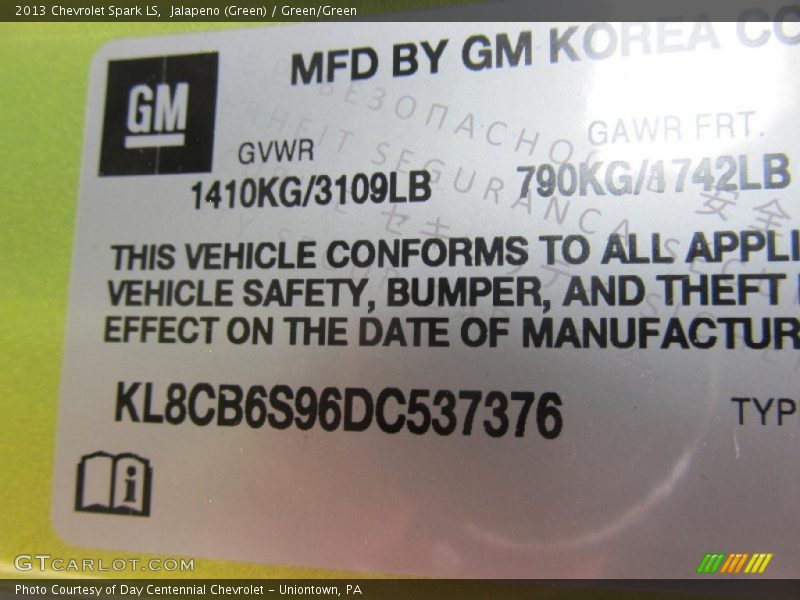 2013 Chevrolet Spark LS, Jalapeno (Green) / Green/Green
GM
MFD BY GM KOREA CO
GVWR
GAWR FRT.
1410KG/3109LB
790KG/1742LB
THIS VEHICLE CONFORMS TO ALL APPLI
VEHICLE SAFETY, BUMPER, AND THEFT
EFFECT ON THE DATE OF MANUFACTUR
KL8CB6S96DC537376
TYP
i
GTCARLOT.COM
Photo Courtesy of Day Centennial Chevrolet - Uniontown, PA